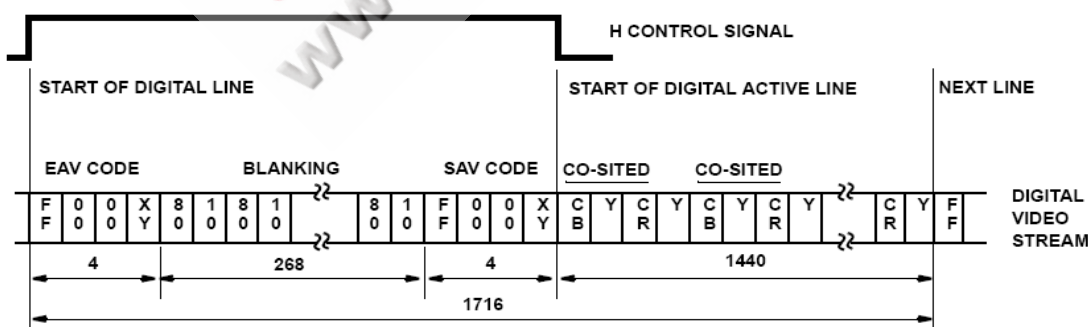 www
H CONTROL SIGNAL
START OF DIGITAL LINE
START OF DIGITAL ACTIVE LINE
NEXT LINE
EAV CODE
BLANKING
SAV CODE
CO-SITED
CO-SITED
F F
0 0
0 0
X Y
8 0
1 0
8 0
1 0
8 0
1 0
F F
0 0
0 0
X Y
C B
Y
C R
Y
C B
Y
C R
Y
C R
Y
F F
DIGITAL
VIDEO
STREAM
4
268
4
1440
1716